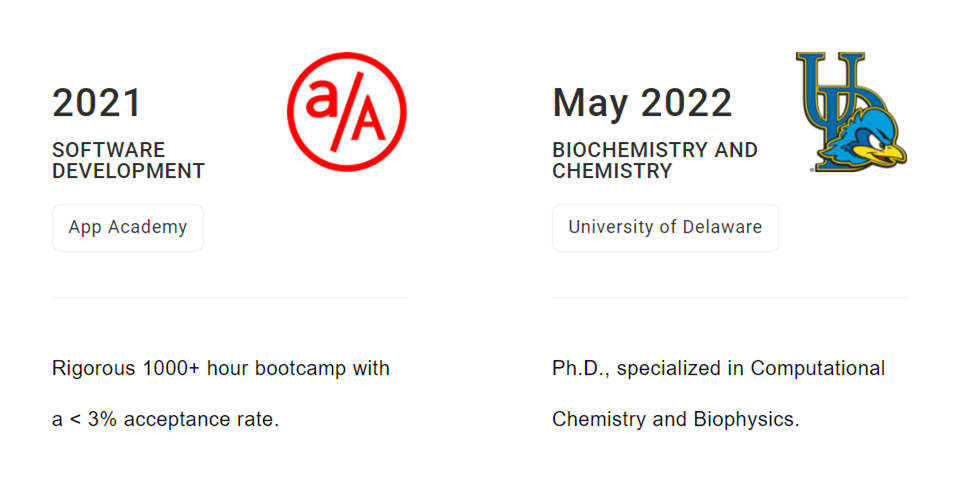 2021
a/A
SOFTWARE
DEVELOPMENT
App Academy
Rigorous 1000+ hour bootcamp with
a < 3% acceptance rate.
May 2022
UD
BIOCHEMISTRY AND
CHEMISTRY
University of Delaware
Ph.D., specialized in Computational
Chemistry and Biophysics.